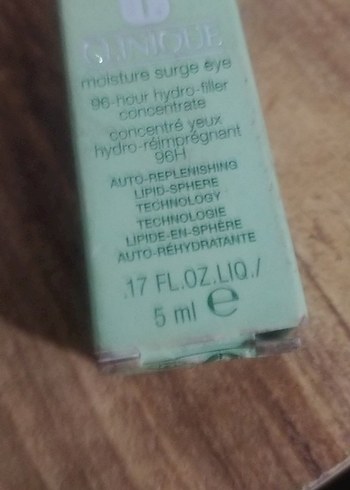 CLINIQUE
moisture surge eye
96-hour hydro-filler
concentrate
concentré yeux
hydro-réimprégnant
96H
AUTO-REPLENISHING
LIPID-SPHERE
TECHNOLOGY
TECHNOLOGIE
LIPIDE-EN-SPHÈRE
AUTO-RÉHYDRATANTE
.17 FL.OZ.LIQ./
5 ml ℮